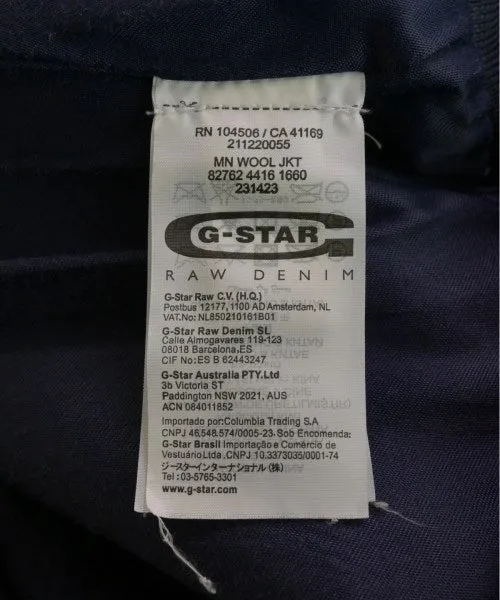 RN 104506 / CA 41169
211220055
MN WOOL JKT
82762 4416 1660
231423
G-STAR
RAW DENIM
G-Star Raw C.V. (H.Q.)
Postbus 12177, 1100 AD Amsterdam, NL
VAT.No: NL850210161B01
G-Star Raw Denim SL
Calle Almogavares 119-123
08018 Barcelona,ES
CIF No: ES B 62443247
G-Star Australia PTY.Ltd
3b Victoria ST
Paddington NSW 2021, AUS
ACN 084011852
Importado por:Columbia Trading S.A
CNPJ 46.548.574/0005-23-Sob Encomenda:
G-Star Brasil Importação e Comércio de
Vestuário Ltda. CNPJ 10.3373035/0001-74
ジースターインターナショナル(株)
Tel : 03-5765-3301
www.g-star.com